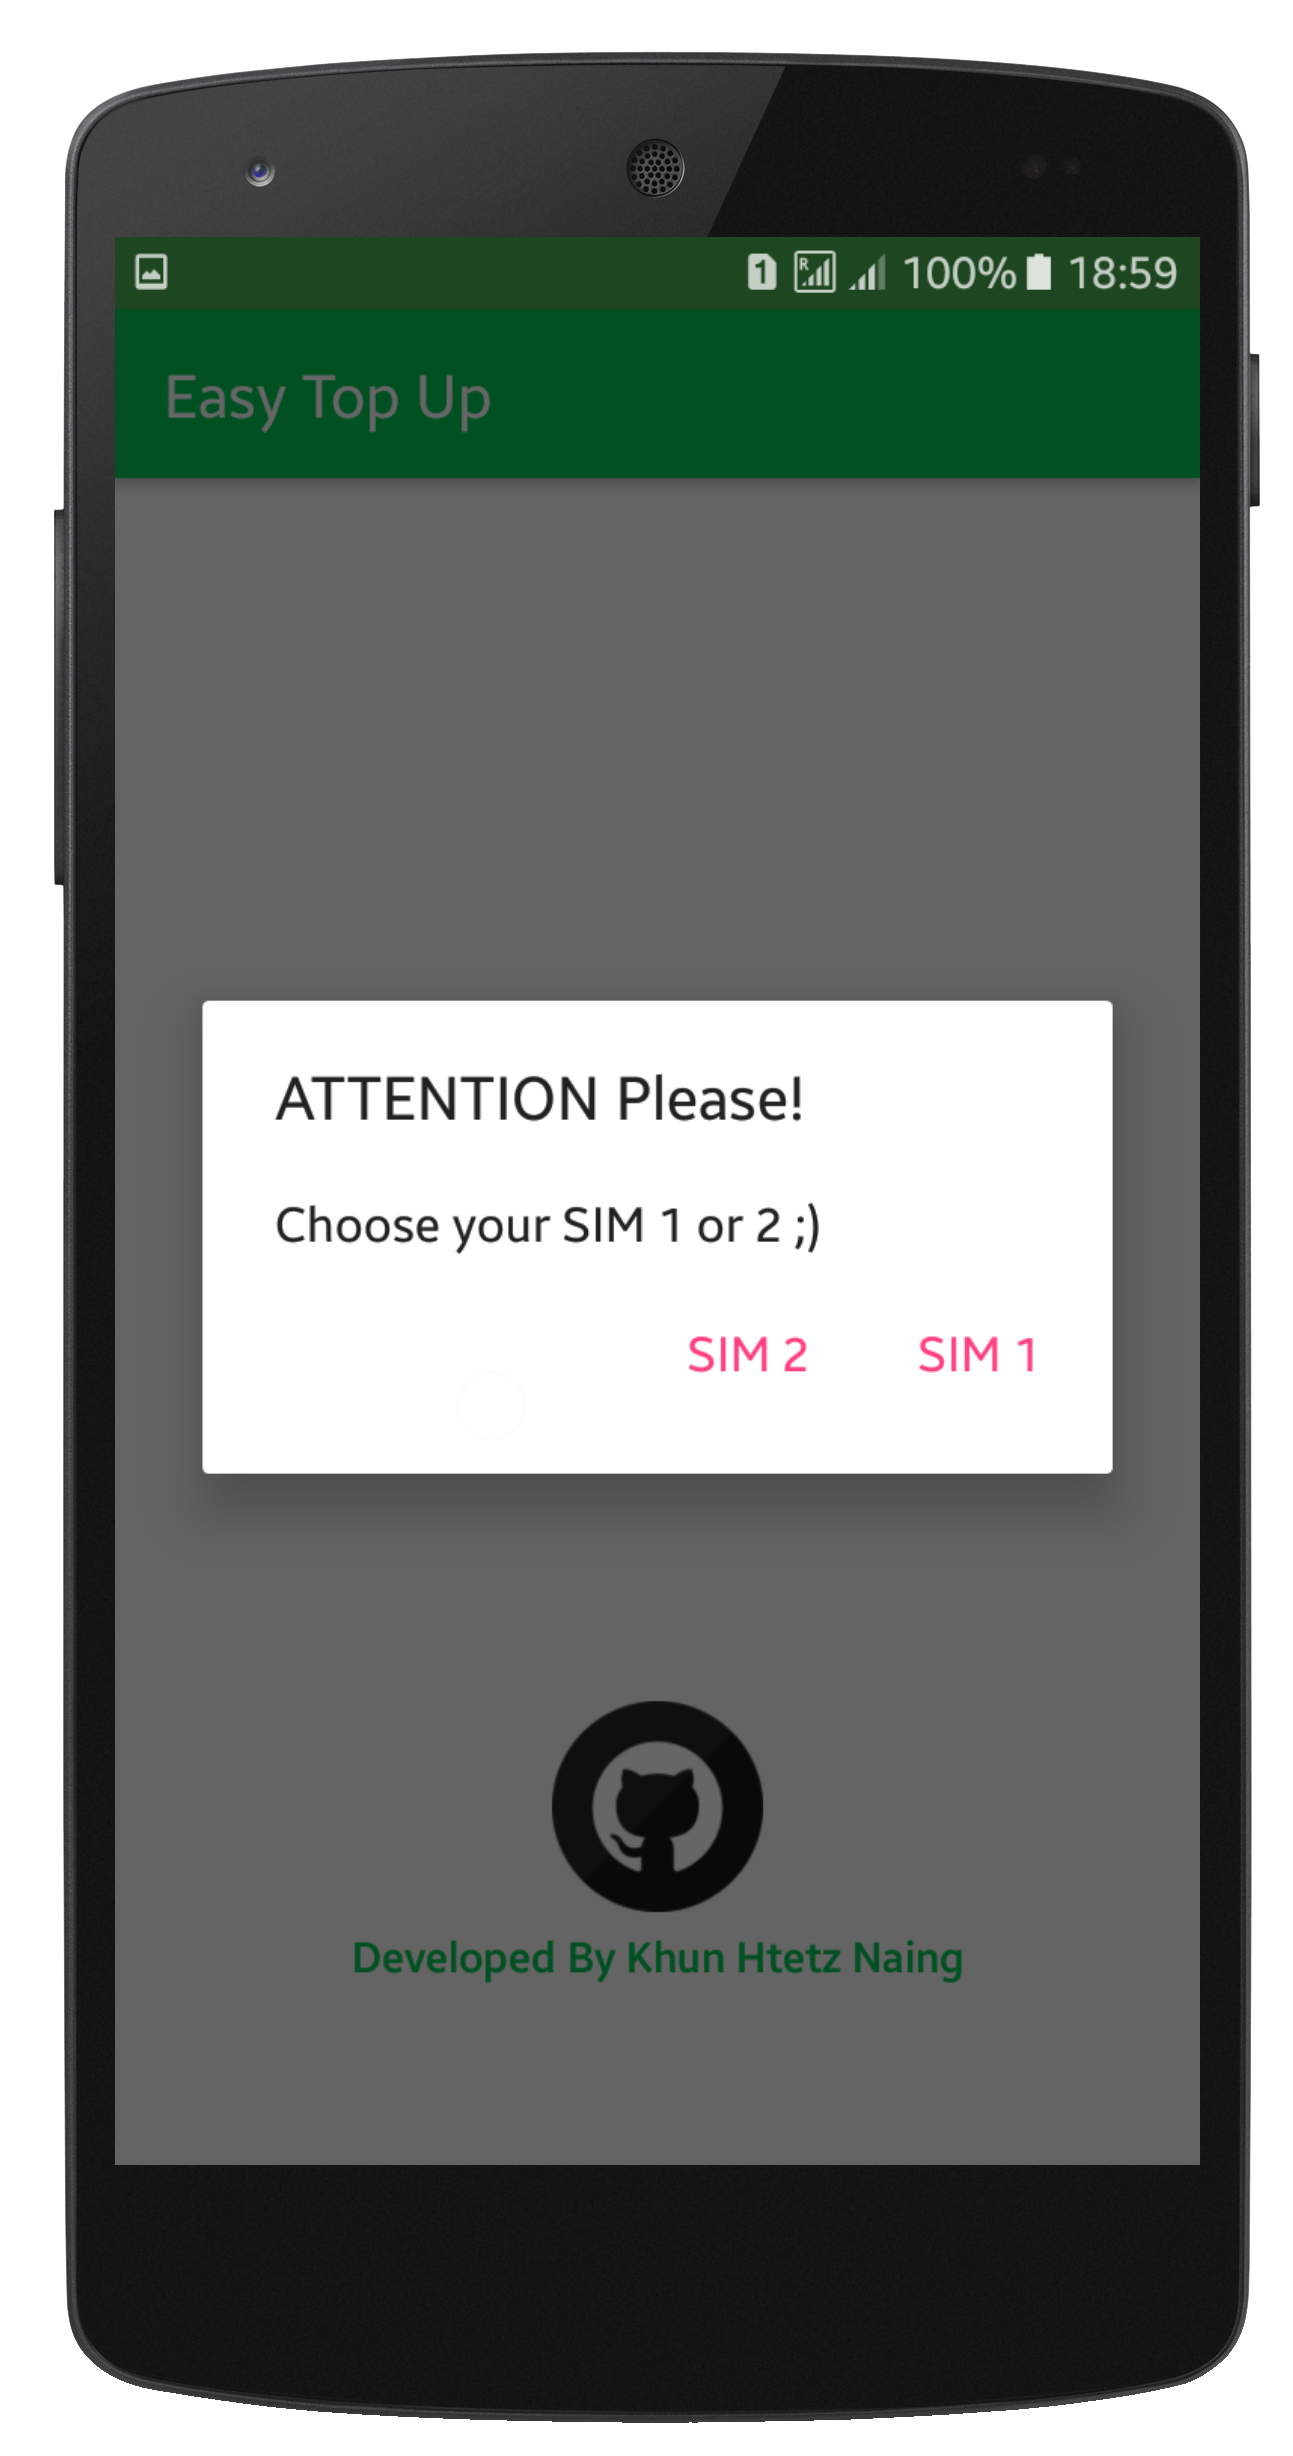 1 R 100% 18:59
Easy Top Up
ATTENTION Please!
Choose your SIM 1 or 2 ;)
SIM 2 SIM 1
Developed By Khun Htetz Naing